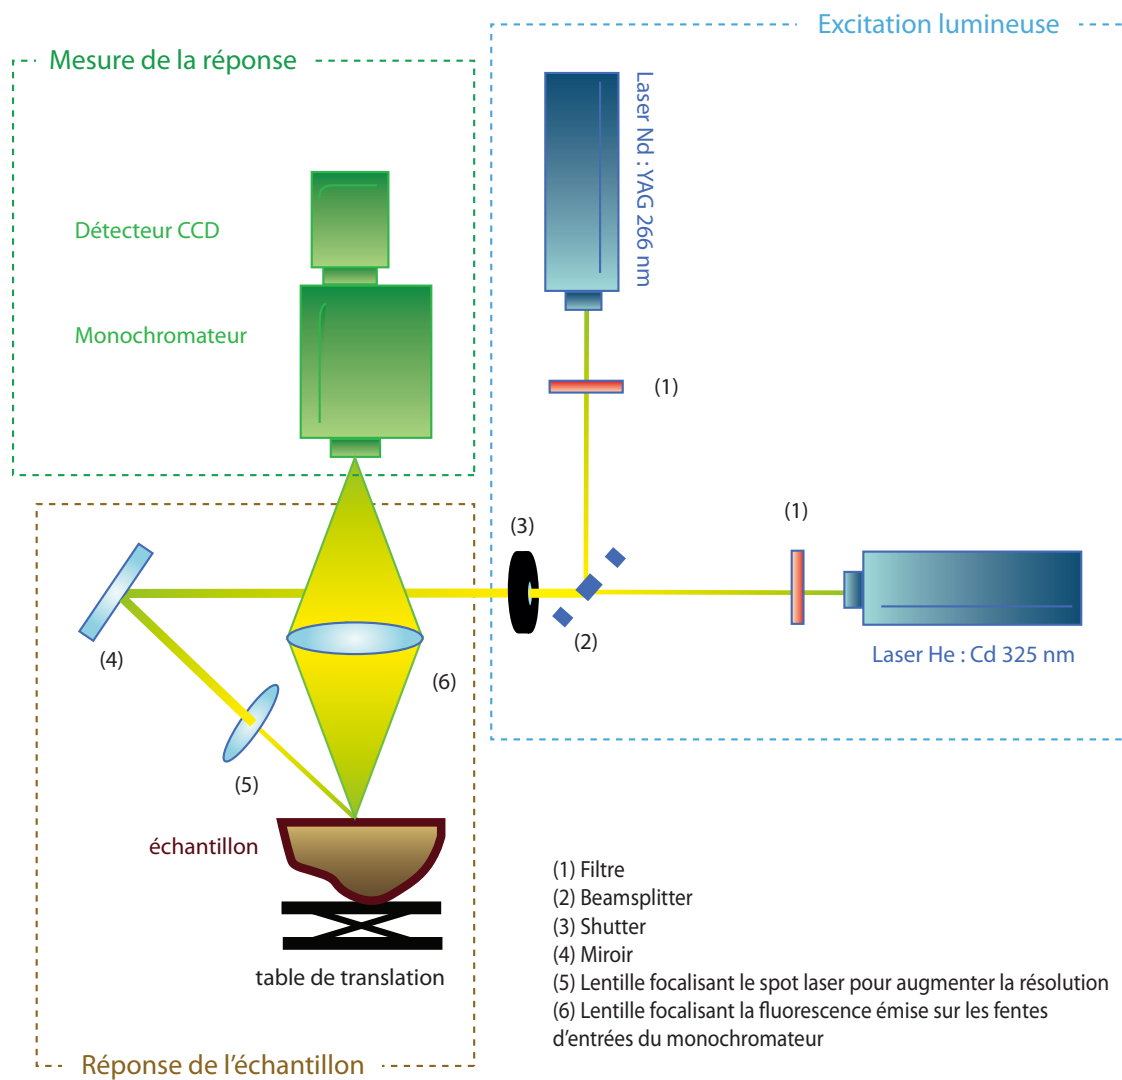 Excitation lumineuse
Mesure de la réponse
Laser Nd : YAG 266 nm
Détecteur CCD
Monochromateur
(1)
(1)
(3)
(2)
Laser He : Cd 325 nm
(4)
(6)
(5)
échantillon
table de translation
Réponse de l'échantillon
(1) Filtre
(2) Beamsplitter
(3) Shutter
(4) Miroir
(5) Lentille focalisant le spot laser pour augmenter la résolution
(6) Lentille focalisant la fluorescence émise sur les fentes
d'entrées du monochromateur